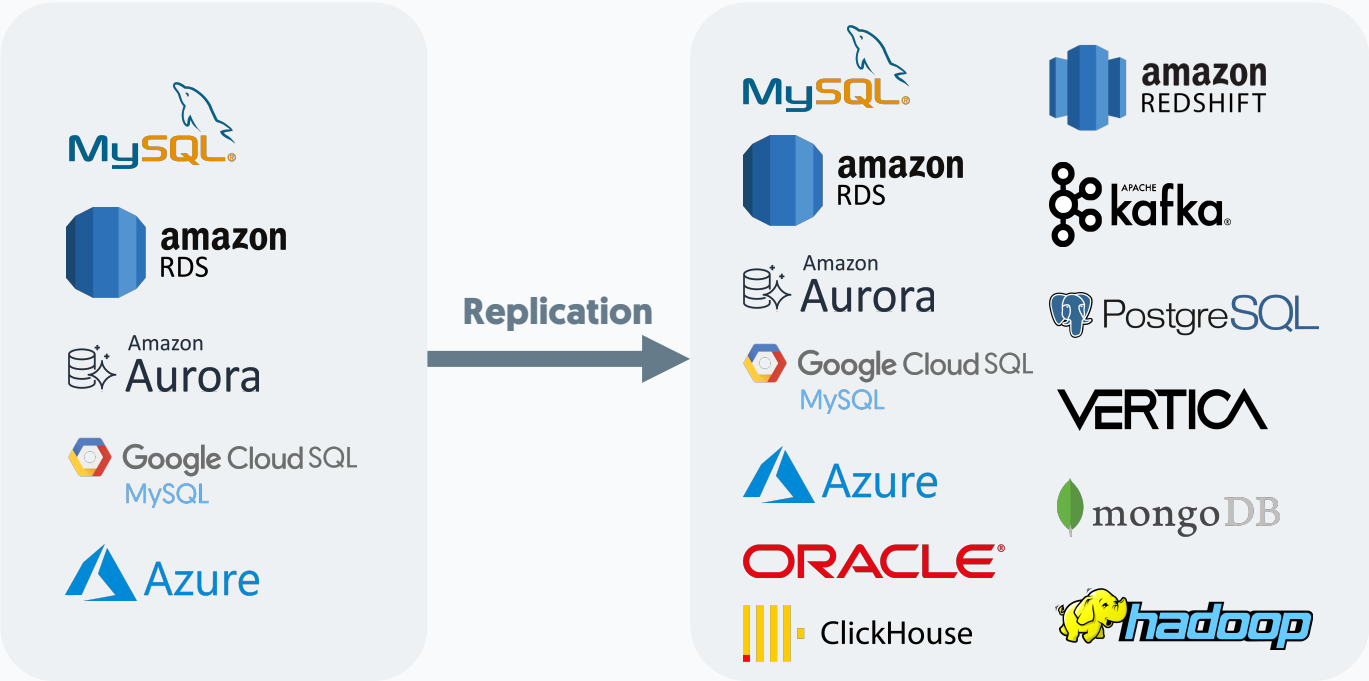 MySQL®
amazon
RDS
Amazon
Aurora
Google Cloud SQL
MySQL
Azure
Replication
MySQL®
amazon
RDS
Amazon
Aurora
Google Cloud SQL
MySQL
Azure
ORACLE®
ClickHouse
amazon
REDSHIFT
APACHE
kafka®
PostgreSQL
VERTICA
mongoDB
hadoop